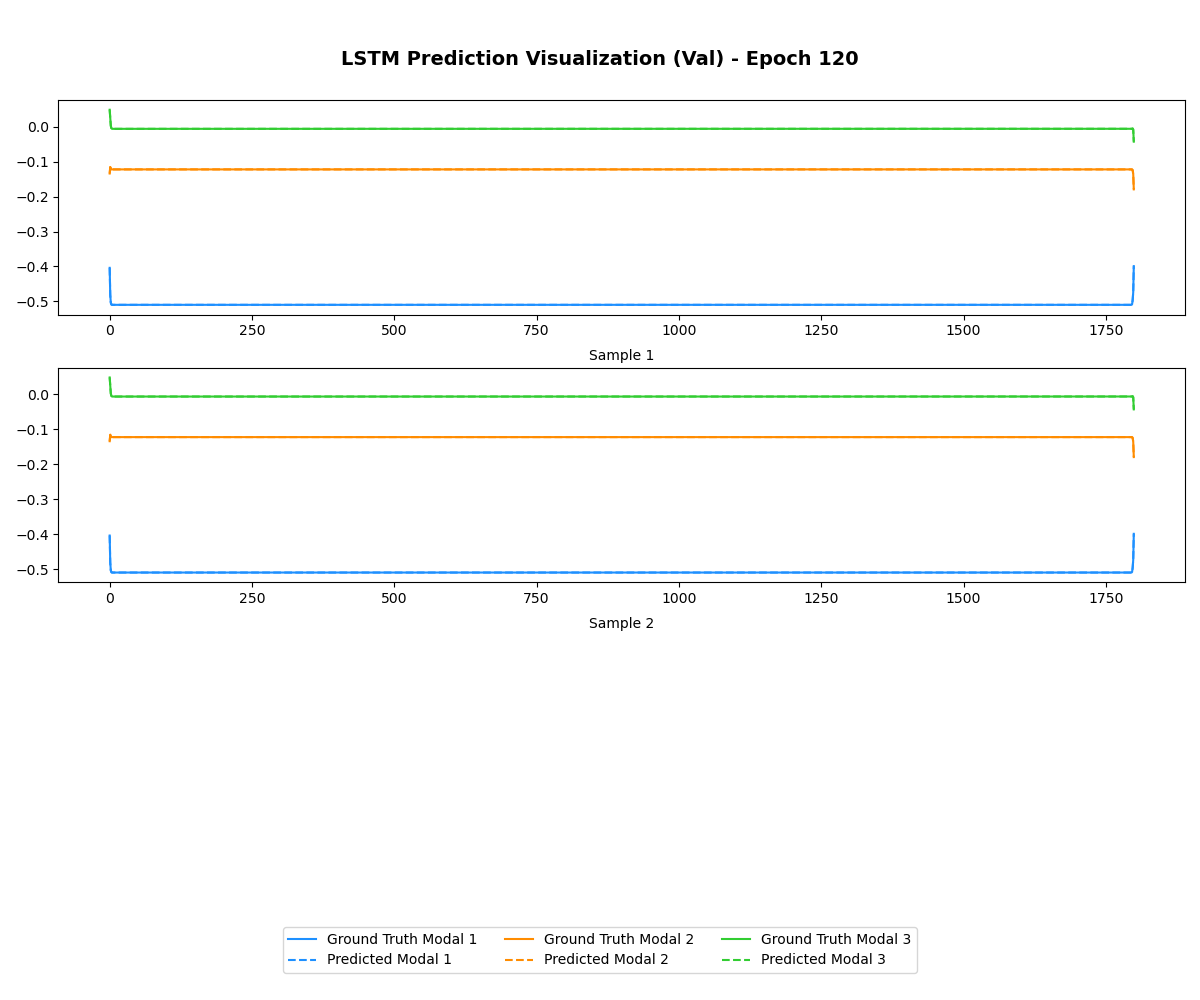 LSTM Prediction Visualization (Val) - Epoch 120
0.0
−0.1
−0.2
−0.3
−0.4
−0.5
0 250 500 750 1000 1250 1500 1750
Sample 1
0.0
−0.1
−0.2
−0.3
−0.4
−0.5
0 250 500 750 1000 1250 1500 1750
Sample 2
Ground Truth Modal 1 Ground Truth Modal 2 Ground Truth Modal 3
Predicted Modal 1 Predicted Modal 2 Predicted Modal 3